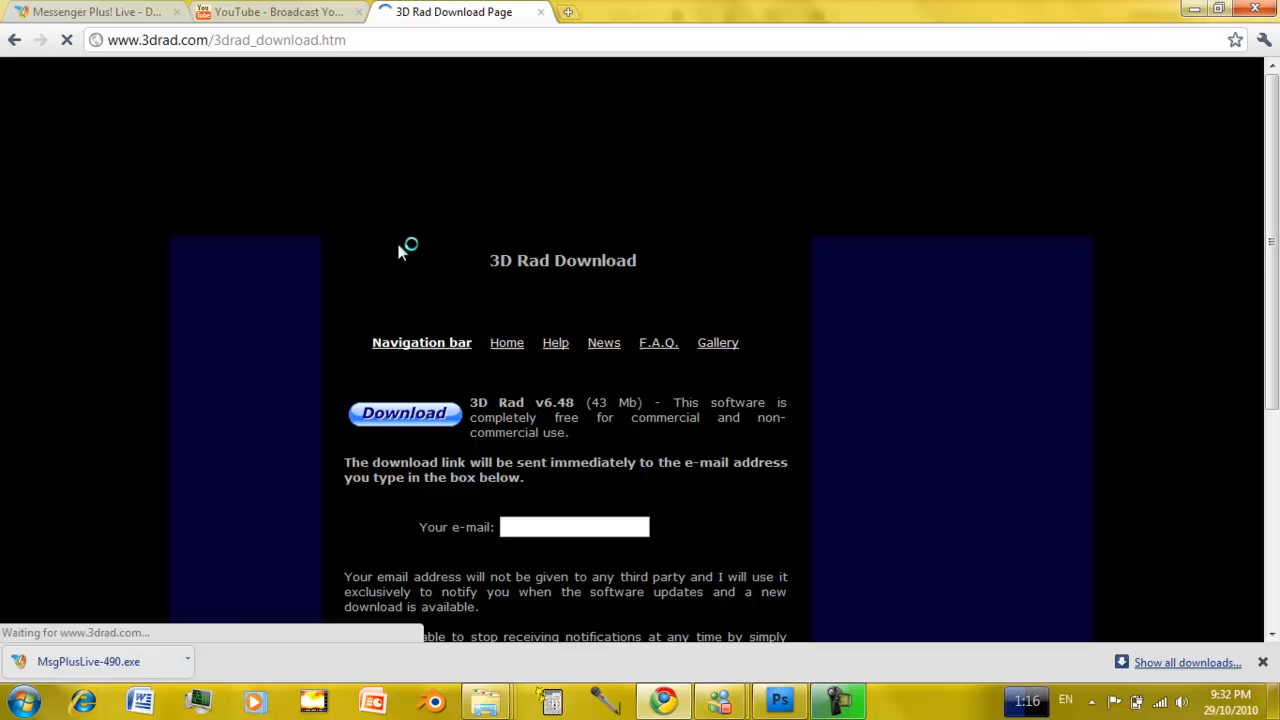 Messenger Plus! Live - D...
YouTube - Broadcast Yo...
3D Rad Download Page
www.3drad.com/3drad_download.htm
3D Rad Download
Navigation bar Home Help News F.A.Q. Gallery
Download
3D Rad v6.48 (43 Mb) - This software is
completely free for commercial and non-
commercial use.
The download link will be sent immediately to the e-mail address
you type in the box below.
Your e-mail:
Your email address will not be given to any third party and I will use it
exclusively to notify you when the software updates and a new
download is available.
able to stop receiving notifications at any time by simply
Waiting for www.3drad.com...
MsgPlusLive-490.exe
Show all downloads...
Ps
1:16
EN
9:32 PM
29/10/2010